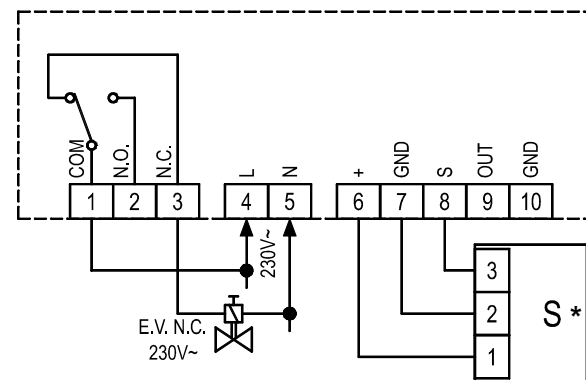 COM N.O. N.C. L N + GND S OUT GND
1 2 3 4 5 6 7 8 9 10
230V~
E.V. N.C.
230V~
3
2
1
S *